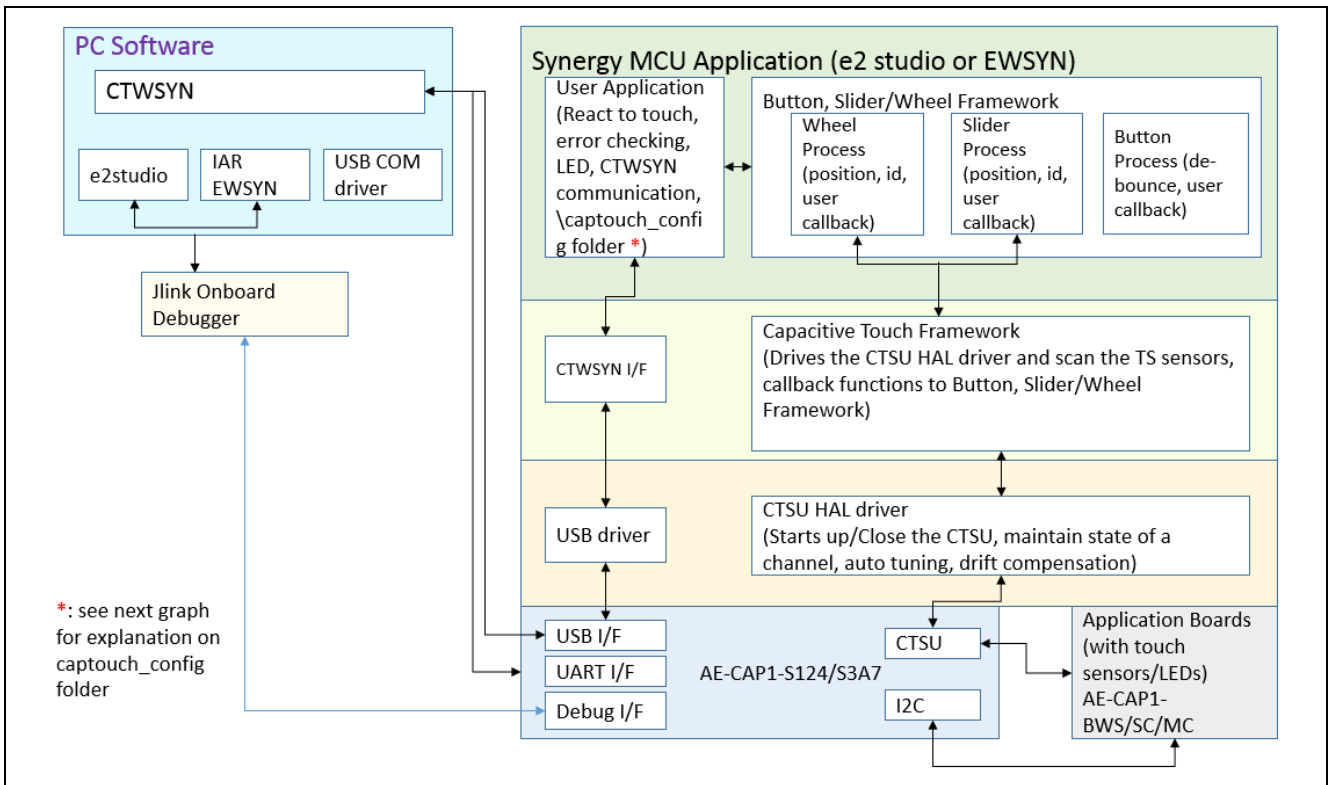 PC Software
CTWSYN
e2studio
IAR
EWSYN
USB COM
driver
Jlink Onboard
Debugger
*: see next graph
for explanation on
captouch_config
folder
Synergy MCU Application (e2 studio or EWSYN)
User Application
(React to touch,
error checking,
LED, CTWSYN
communication,
\captouch_confi
g folder *)
Button, Slider/Wheel Framework
Wheel
Process
(position, id,
user
callback)
Slider
Process
(position, id,
user
callback)
Button
Process (de-
bounce, user
callback)
CTWSYN I/F
Capacitive Touch Framework
(Drives the CTSU HAL driver and scan the TS sensors,
callback functions to Button, Slider/Wheel
Framework)
USB driver
CTSU HAL driver
(Starts up/Close the CTSU, maintain state of a
channel, auto tuning, drift compensation)
USB I/F
UART I/F
Debug I/F
AE-CAP1-S124/S3A7
CTSU
I2C
Application Boards
(with touch
sensors/LEDs)
AE-CAP1-
BWS/SC/MC